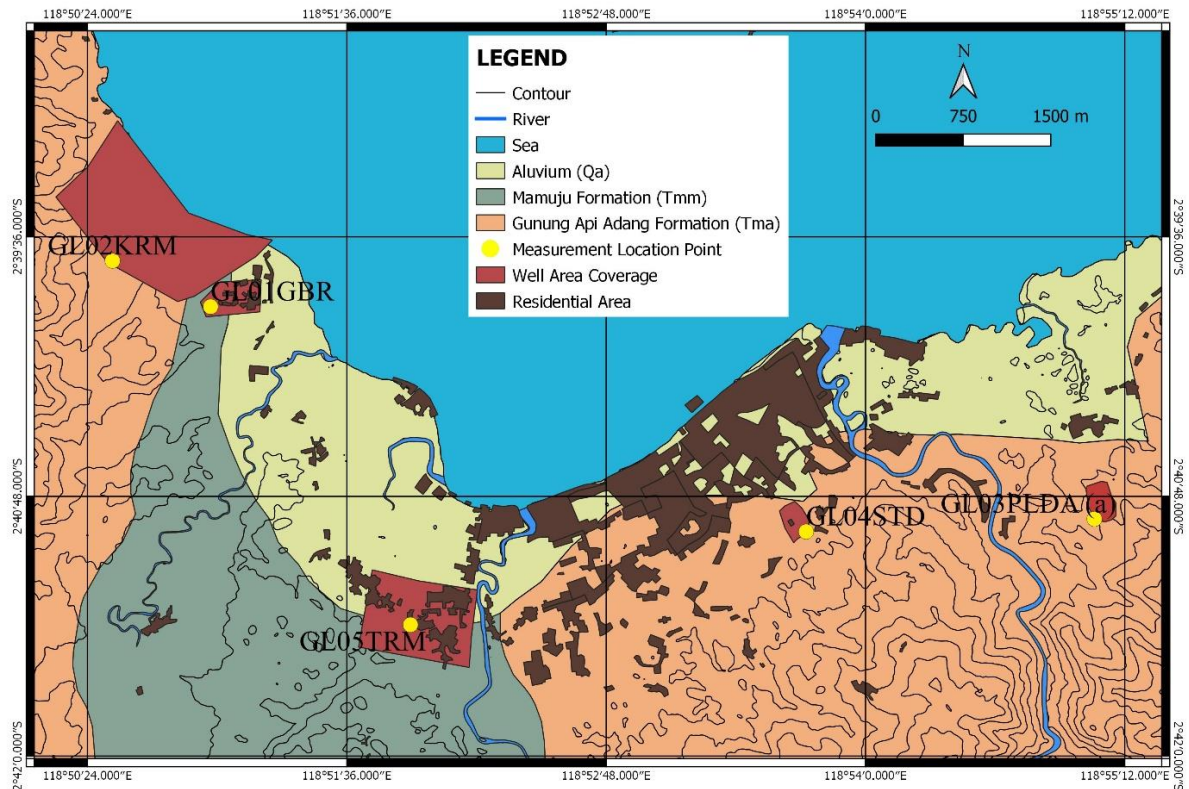 118°50'24.000"E 118°51'36.000"E 118°52'48.000"E 118°54'0.000"E 118°55'12.000"E
LEGEND
Contour
River
Sea
Aluvium (Qa)
Mamuju Formation (Tmm)
Gunung Api Adang Formation (Tma)
Measurement Location Point
Well Area Coverage
Residential Area
N
0 750 1500 m
2°39'36.000"S 2°39'36.000"S
GL02KRM
GL01GBR
2°40'48.000"S 2°40'48.000"S
GL03PLDA (a)
GL04STD
GL05TRM
2°42'0.000"S 2°42'0.000"S
118°50'24.000"E 118°51'36.000"E 118°52'48.000"E 118°54'0.000"E 118°55'12.000"E